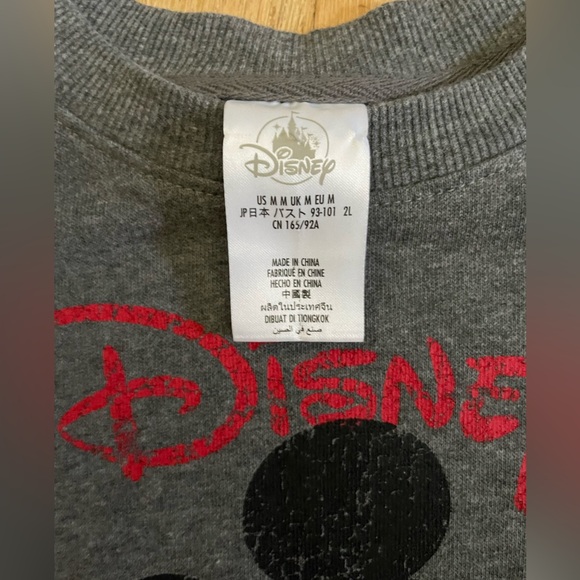 Disney
US M M UK M EU M
JP日本 バスト 93-101 2L
CN 165/92A
MADE IN CHINA
FABRIQUÉ EN CHINE
HECHO EN CHINA
中國製
ผลิตในประเทศจีน
DIBUAT DI TIONGKOK
صنع في الصين
DISNEY